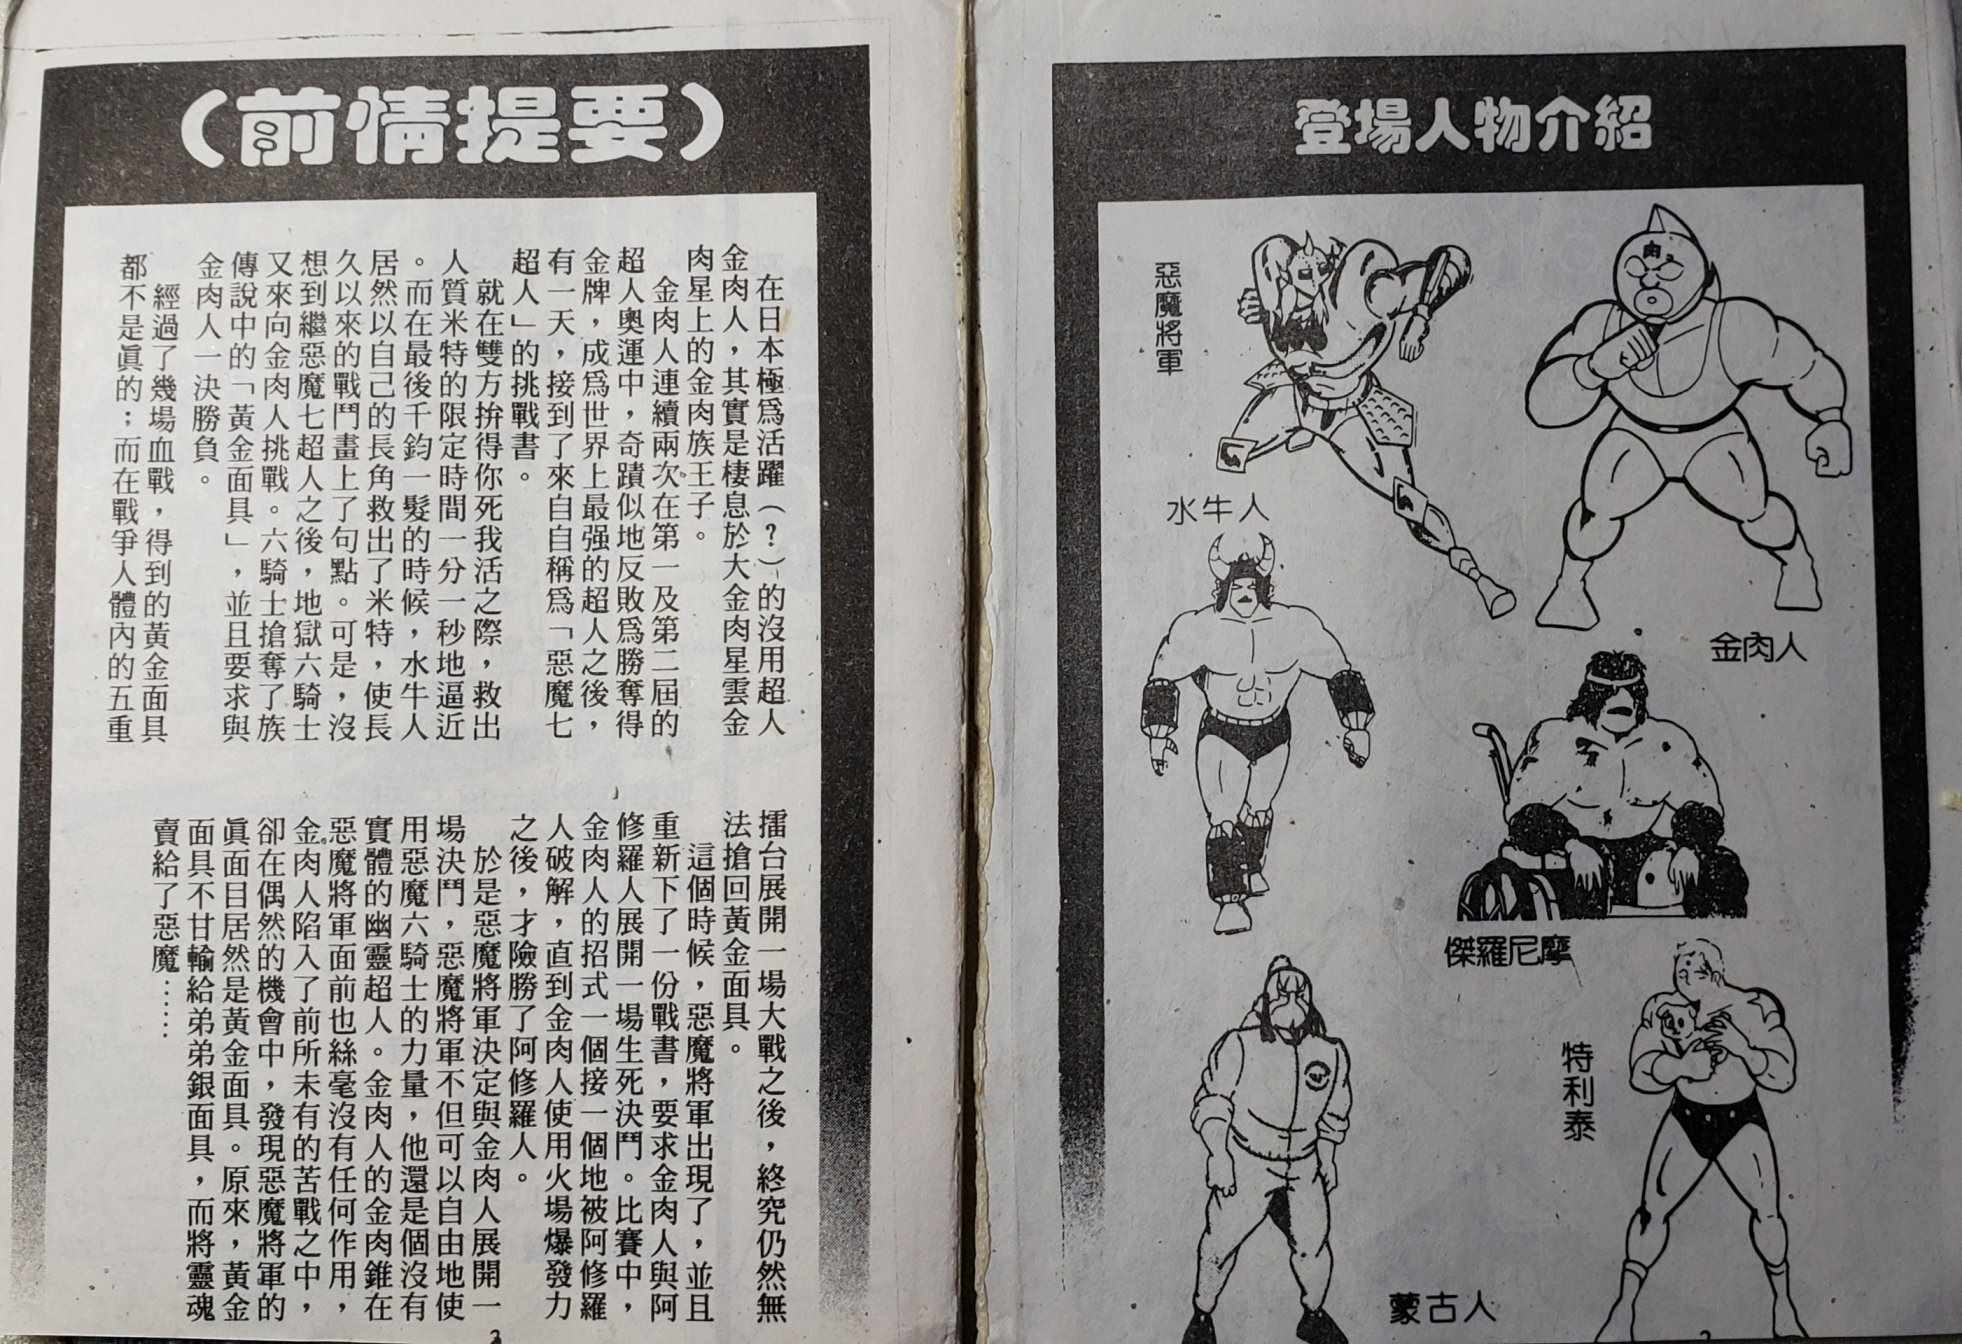 登場人物介紹
金肉人
惡魔將軍
水牛人
傑羅尼摩
特利泰
蒙古人
2
（前情提要）
在日本極爲活躍（？）的沒用超人
金肉人，其實是棲息於大金肉星雲金
肉星上的金肉族王子。
金肉人連續兩次在第一及第二屆的
超人奧運中，奇蹟似地反敗爲勝奪得
金牌，成爲世界上最强的超人之後，
有一天，接到了來自自稱爲「惡魔七
超人」的挑戰書。
就在雙方拚得你死我活之際，救出
人質米特的限定時間一分一秒地逼近
。而在最後千鈞一髮的時候，水牛人
居然以自己的長角救出了米特，使長
久以來的戰鬥畫上了句點。可是，沒
想到繼惡魔七超人之後，地獄六騎士
又來向金肉人挑戰。六騎士搶奪了族
傳說中的「黃金面具」，並且要求與
金肉人一決勝負。
經過了幾場血戰，得到的黃金面具
都不是眞的；而在戰爭人體內的五重
擂台展開一場大戰之後，終究仍然無
法搶回黃金面具。
這個時候，惡魔將軍出現了，並且
重新下了一份戰書，要求金肉人與阿
修羅人展開一場生死決鬥。比賽中，
金肉人的招式一個接一個地被阿修羅
人破解，直到金肉人使用火場爆發力
之後，才險勝了阿修羅人。
於是惡魔將軍決定與金肉人展開一
場決鬥，惡魔將軍不但可以自由地使
用惡魔六騎士的力量，他還是個沒有
實體的幽靈超人。金肉人的金肉錐在
惡魔將軍面前也絲毫沒有任何作用，
金肉人陷入了前所未有的苦戰之中，
卻在偶然的機會中，發現惡魔將軍的
眞面目居然是黃金面具。原來，黃金
面具不甘輸給弟弟銀面具，而將靈魂
賣給了惡魔……
3